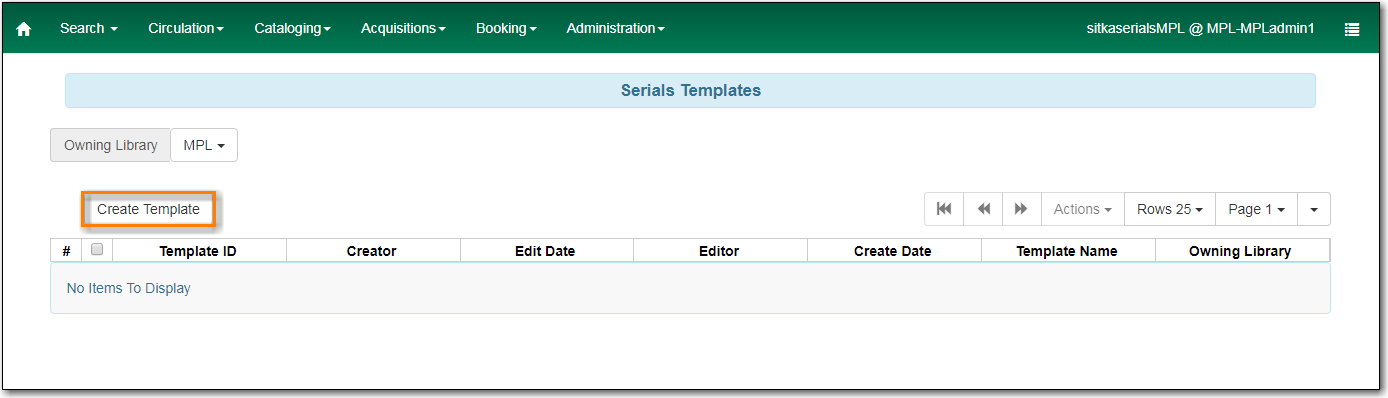 Search Circulation Cataloging Acquisitions Booking Administration sitkaserialsMPL @ MPL-MPLadmin1
Serials Templates
Owning Library MPL
Create Template Actions Rows 25 Page 1
# Template ID Creator Edit Date Editor Create Date Template Name Owning Library
No Items To Display